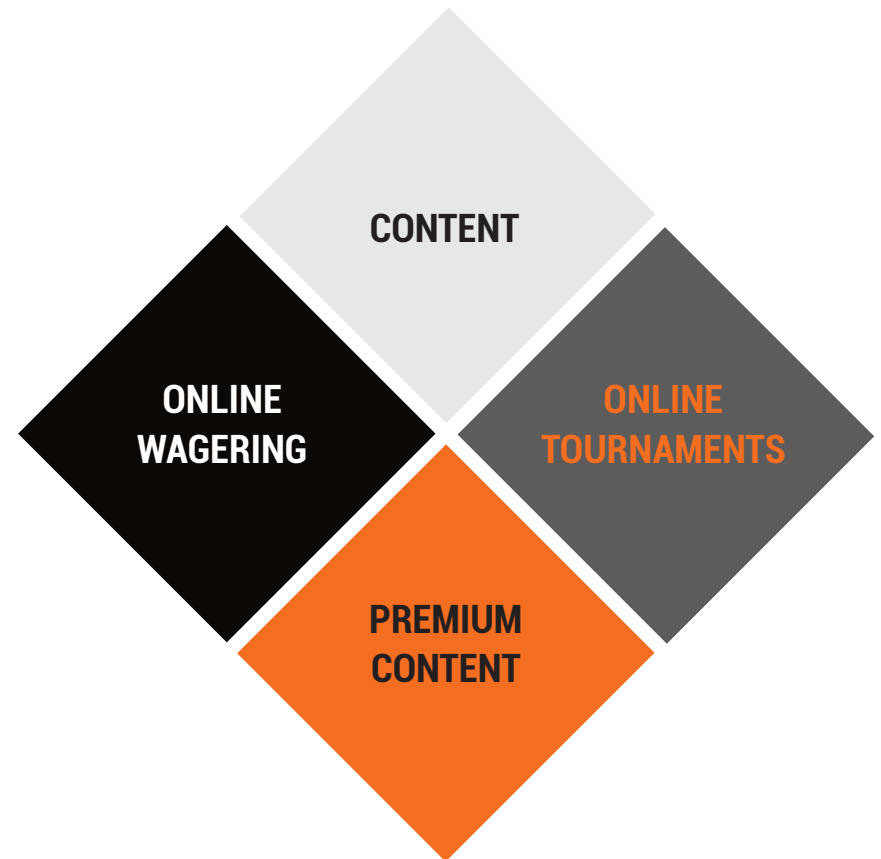 CONTENT
ONLINE
WAGERING
ONLINE
TOURNAMENTS
PREMIUM
CONTENT